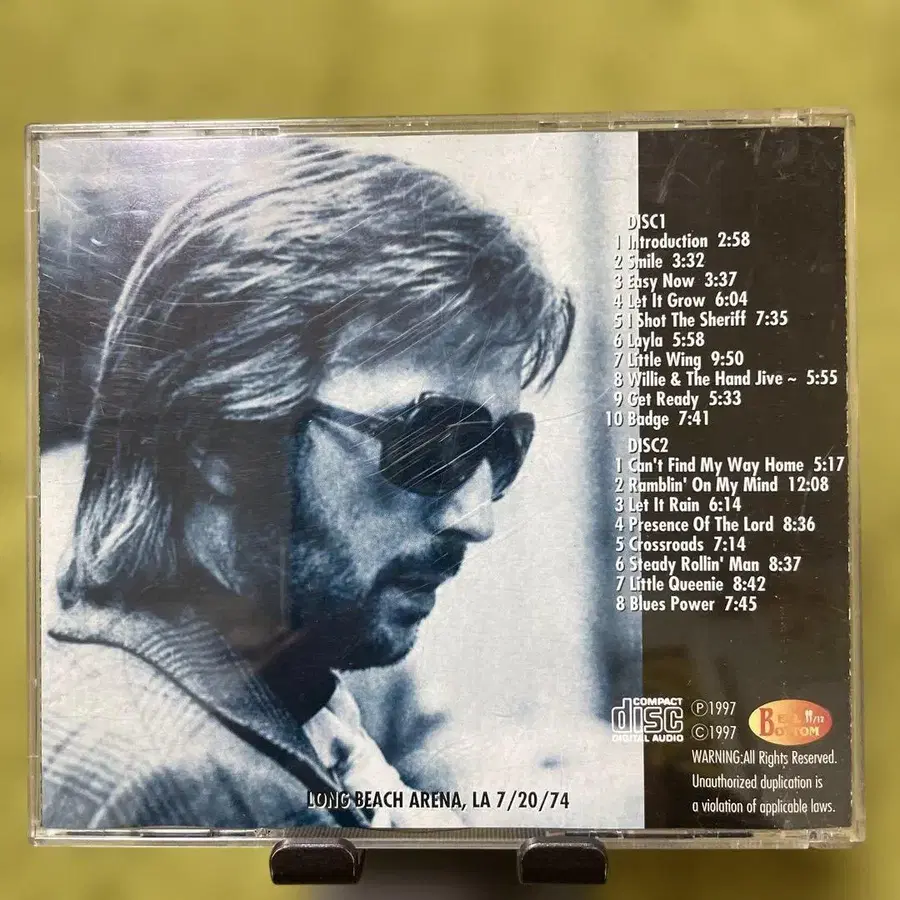 DISC1
1 Introduction 2:58
2 Smile 3:32
3 Easy Now 3:37
4 Let It Grow 6:04
5 I Shot The Sheriff 7:35
6 Layla 5:58
7 Little Wing 9:50
8 Willie & The Hand Jive ~ 5:55
9 Get Ready 5:33
10 Badge 7:41
DISC2
1 Can't Find My Way Home 5:17
2 Ramblin' On My Mind 12:08
3 Let It Rain 6:14
4 Presence Of The Lord 8:36
5 Crossroads 7:14
6 Steady Rollin' Man 8:37
7 Little Queenie 8:42
8 Blues Power 7:45
COMPACT
disc
DIGITAL AUDIO
℗1997
©1997
BELL
BOTTOM
WARNING:All Rights Reserved.
Unauthorized duplication is
a violation of applicable laws.
LONG BEACH ARENA, LA 7/20/74